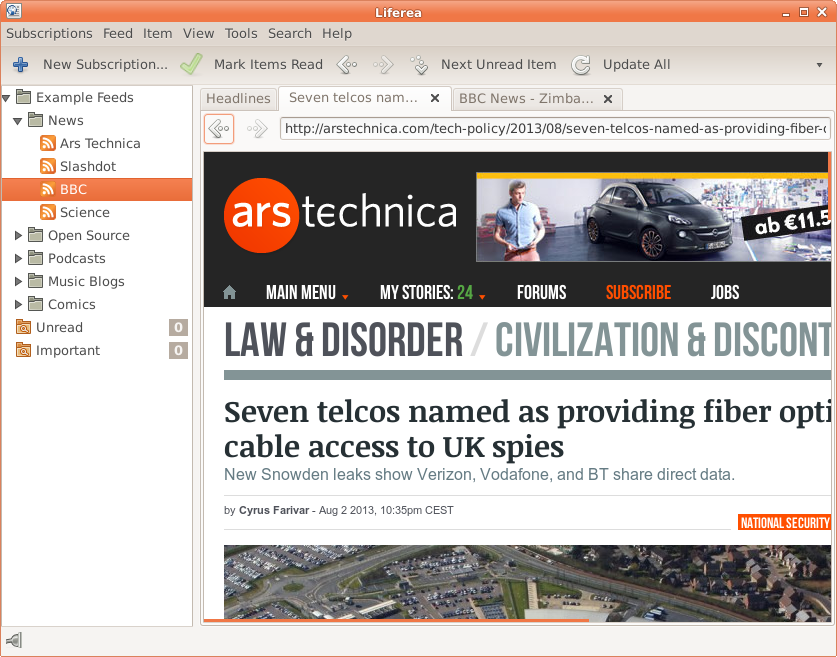 Liferea
Subscriptions Feed Item View Tools Search Help
New Subscription... Mark Items Read Next Unread Item Update All
Example Feeds
News
Ars Technica
Slashdot
BBC
Science
Open Source
Podcasts
Music Blogs
Comics
Unread 0
Important 0
Headlines Seven telcos nam... BBC News - Zimba...
http://arstechnica.com/tech-policy/2013/08/seven-telcos-named-as-providing-fiber-
ars technica
ab €11.5
MAIN MENU MY STORIES: 24 FORUMS SUBSCRIBE JOBS
LAW & DISORDER / CIVILIZATION & DISCONT
Seven telcos named as providing fiber opti
cable access to UK spies
New Snowden leaks show Verizon, Vodafone, and BT share direct data.
by Cyrus Farivar - Aug 2 2013, 10:35pm CEST
NATIONAL SECURITY